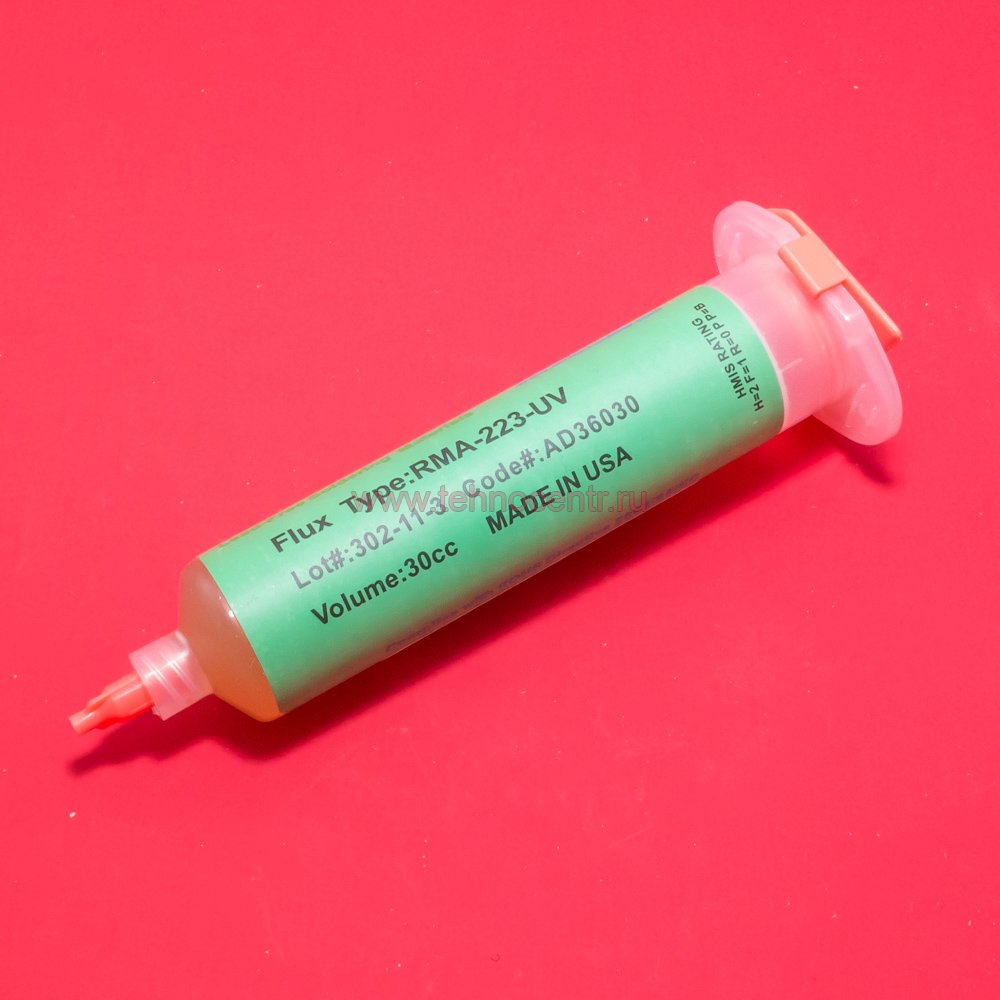 Flux Type:RMA-223-UV
Lot#:302-11-3 Code#:AD36030
Volume:30cc MADE IN USA
HMIS RATING
H=2 F=1 R=0 P P=B
www.tehnocentr.ru